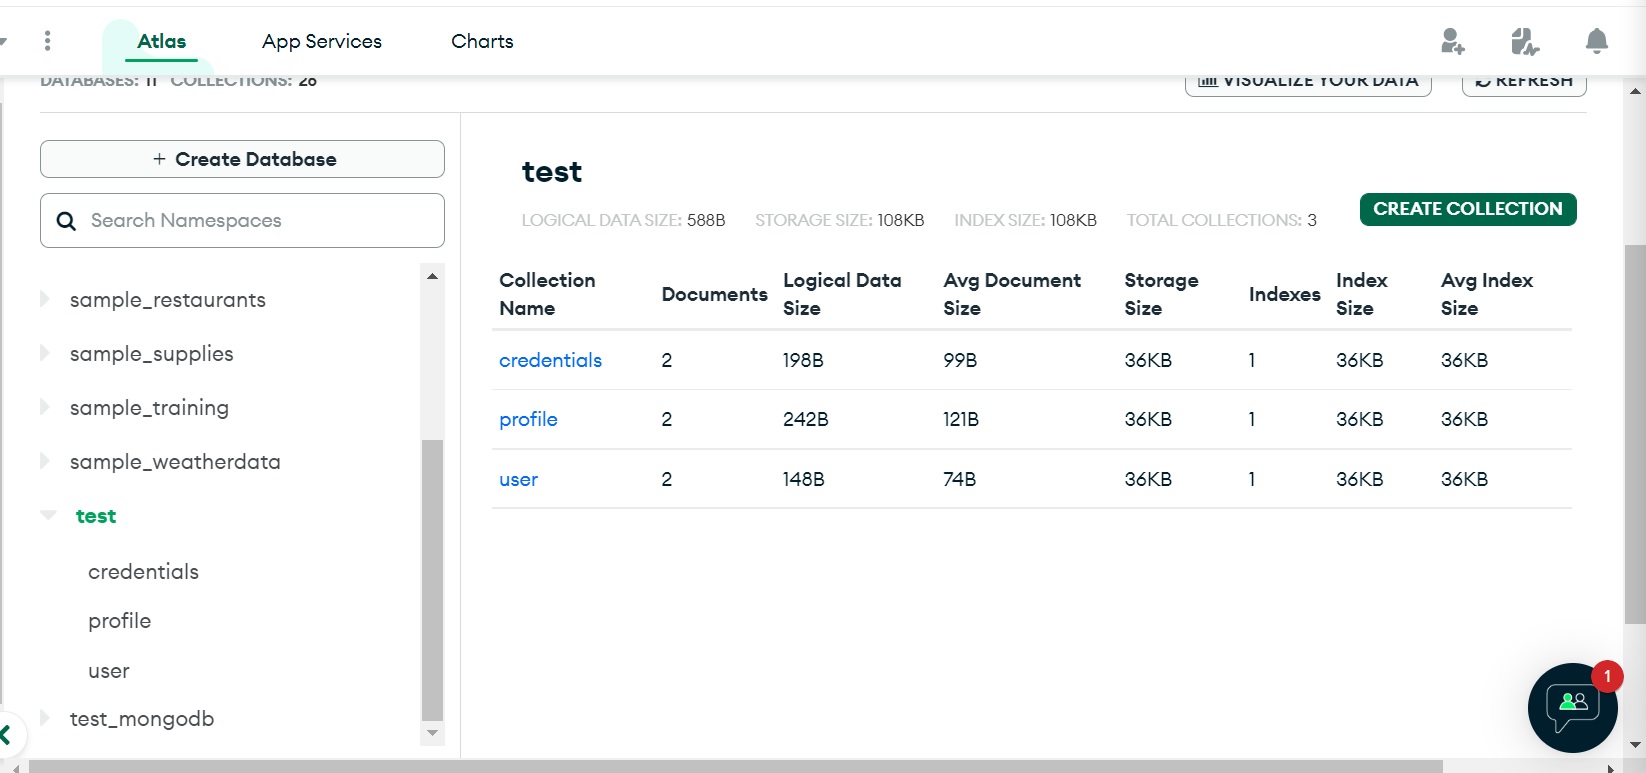 Atlas App Services Charts
DATABASES: 11 COLLECTIONS: 26
VISUALIZE YOUR DATA REFRESH
+ Create Database
Search Namespaces
sample_restaurants
sample_supplies
sample_training
sample_weatherdata
test
credentials
profile
user
test_mongodb
test
LOGICAL DATA SIZE: 588B STORAGE SIZE: 108KB INDEX SIZE: 108KB TOTAL COLLECTIONS: 3
CREATE COLLECTION
Collection Name Documents Logical Data Size Avg Document Size Storage Size Indexes Index Size Avg Index Size
credentials 2 198B 99B 36KB 1 36KB 36KB
profile 2 242B 121B 36KB 1 36KB 36KB
user 2 148B 74B 36KB 1 36KB 36KB
1